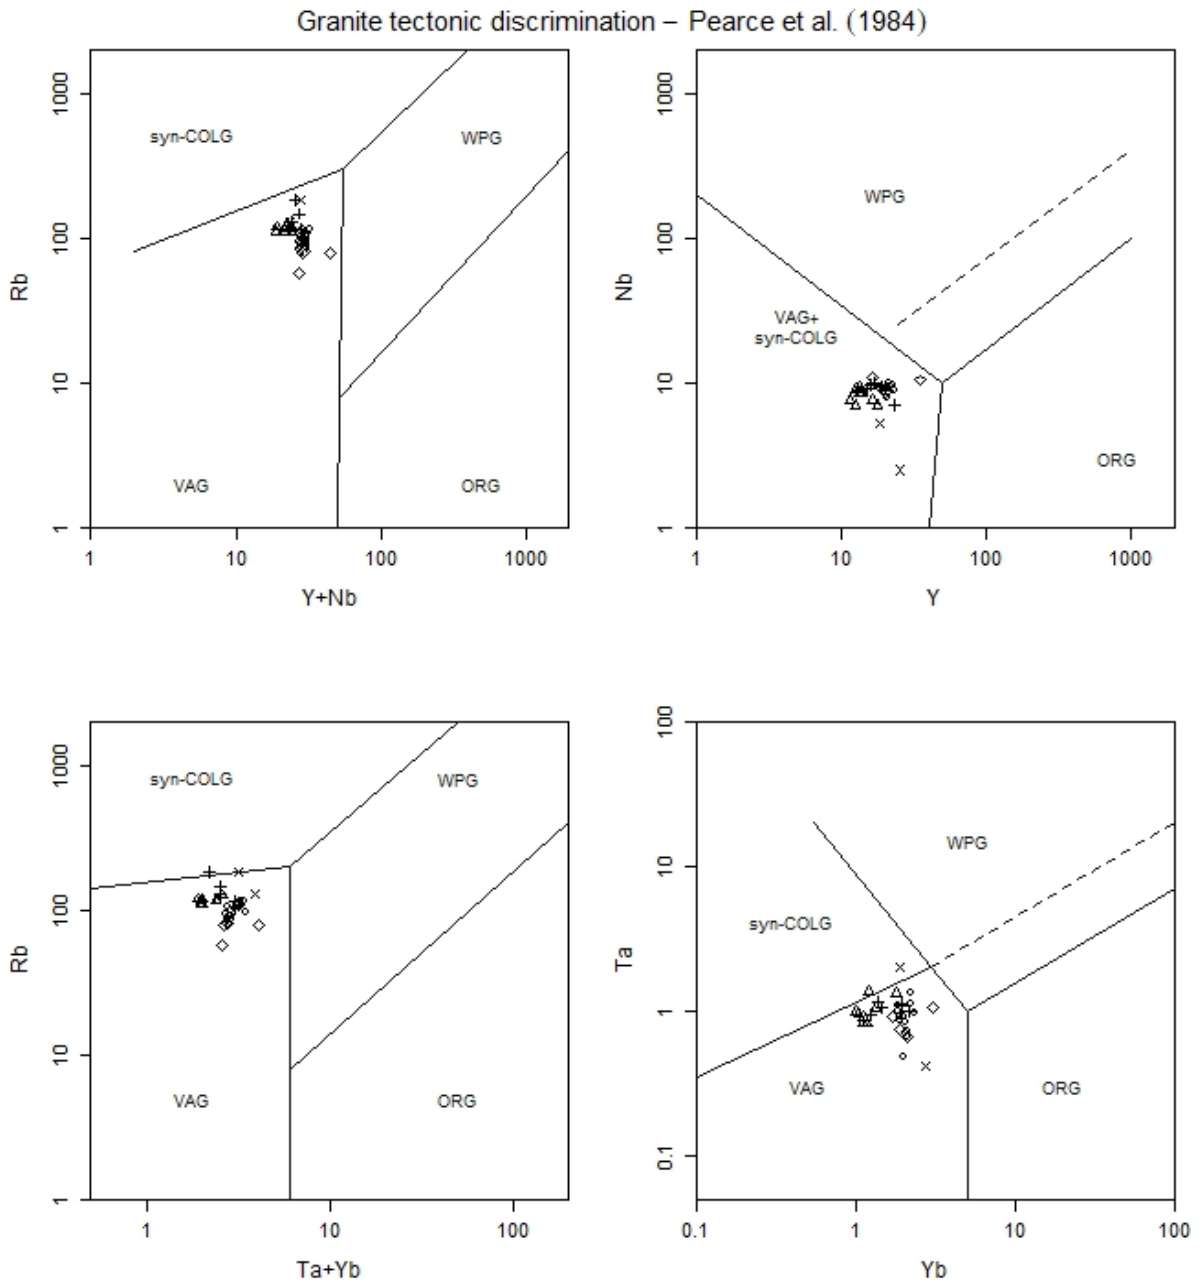 Granite tectonic discrimination – Pearce et al. (1984)
1000
100
10
1
Rb
syn-COLG
WPG
VAG
ORG
1 10 100 1000
Y+Nb
1000
100
10
1
Nb
WPG
VAG+
syn-COLG
ORG
1 10 100 1000
Y
1000
100
10
1
Rb
syn-COLG
WPG
VAG
ORG
1 10 100
Ta+Yb
100
10
1
0.1
Ta
WPG
syn-COLG
VAG
ORG
0.1 1 10 100
Yb